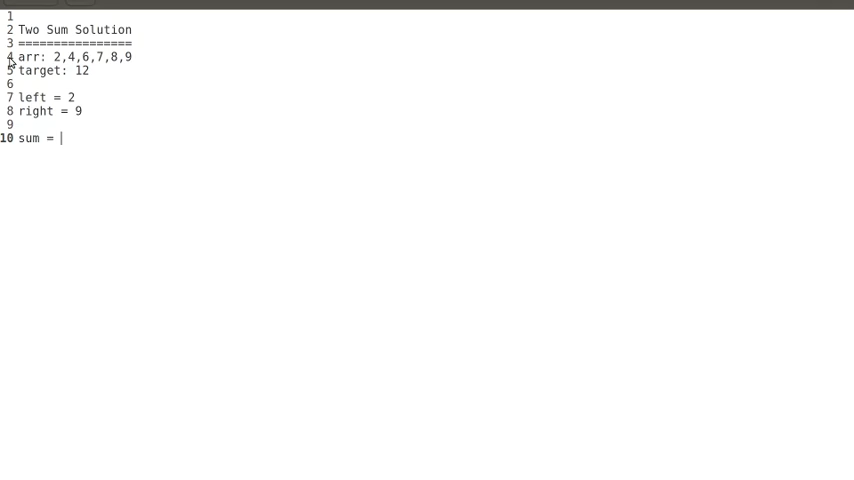 1
2 Two Sum Solution
3 ================
4 arr: 2,4,6,7,8,9
5 target: 12
6
7 left = 2
8 right = 9
9
10 sum =